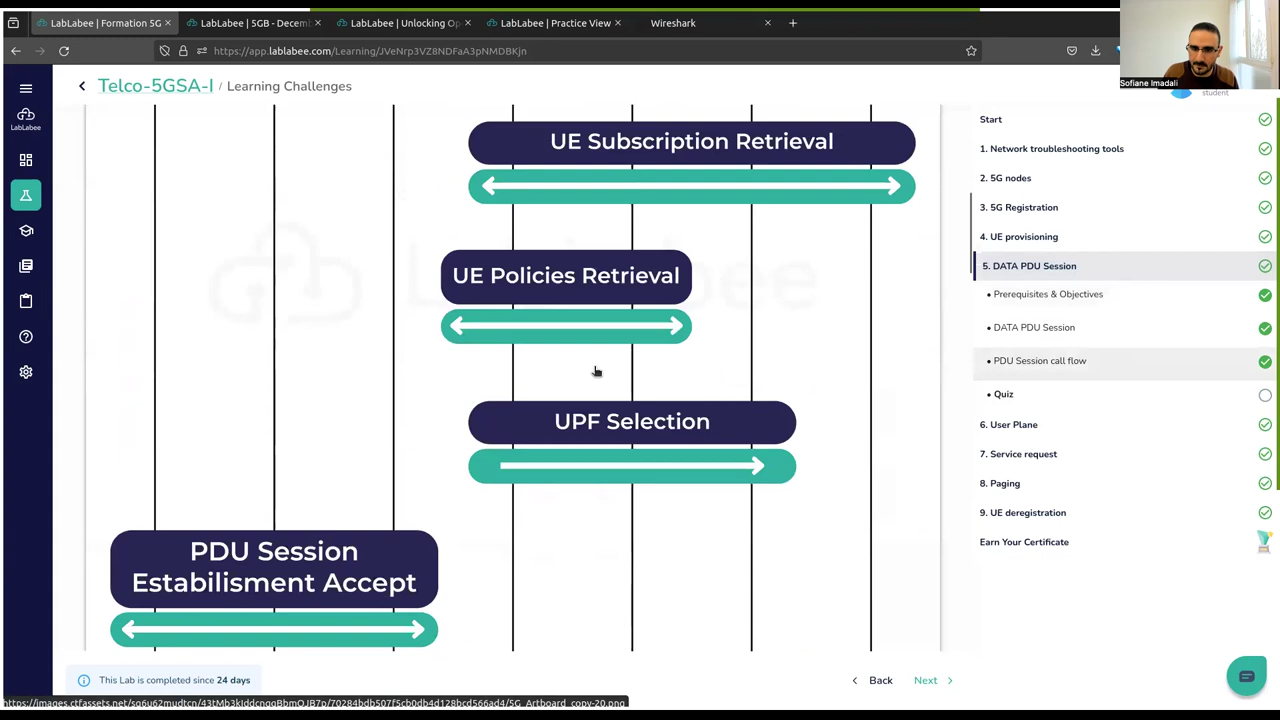 LabLabee | Formation 5G
LabLabee | 5GB - Decem
LabLabee | Unlocking Op
LabLabee | Practice View
Wireshark
https://app.lablabee.com/Learning/JVeNrp3VZ8NDFaA3pNMDBKjn
Sofiane Imadali
student
LabLabee
Telco-5GSA-I / Learning Challenges
UE Subscription Retrieval
UE Policies Retrieval
UPF Selection
PDU Session
Estabilisment Accept
Start
1. Network troubleshooting tools
2. 5G nodes
3. 5G Registration
4. UE provisioning
5. DATA PDU Session
• Prerequisites & Objectives
• DATA PDU Session
• PDU Session call flow
• Quiz
6. User Plane
7. Service request
8. Paging
9. UE deregistration
Earn Your Certificate
This Lab is completed since 24 days
Back
Next